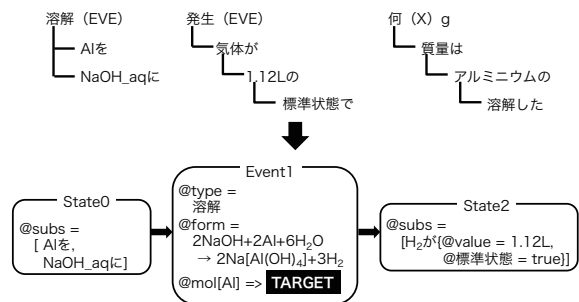 溶解（EVE）
Alを
NaOH_aqに
発生（EVE）
気体が
1.12Lの
標準状態で
何（X）g
質量は
アルミニウムの
溶解した
State0
@subs =
[ Alを,
NaOH_aqに]
Event1
@type =
溶解
@form =
2NaOH+2Al+6H₂O
→ 2Na[Al(OH)₄]+3H₂
@mol[Al] => TARGET
State2
@subs =
[H₂が{@value = 1.12L,
@標準状態 = true}]